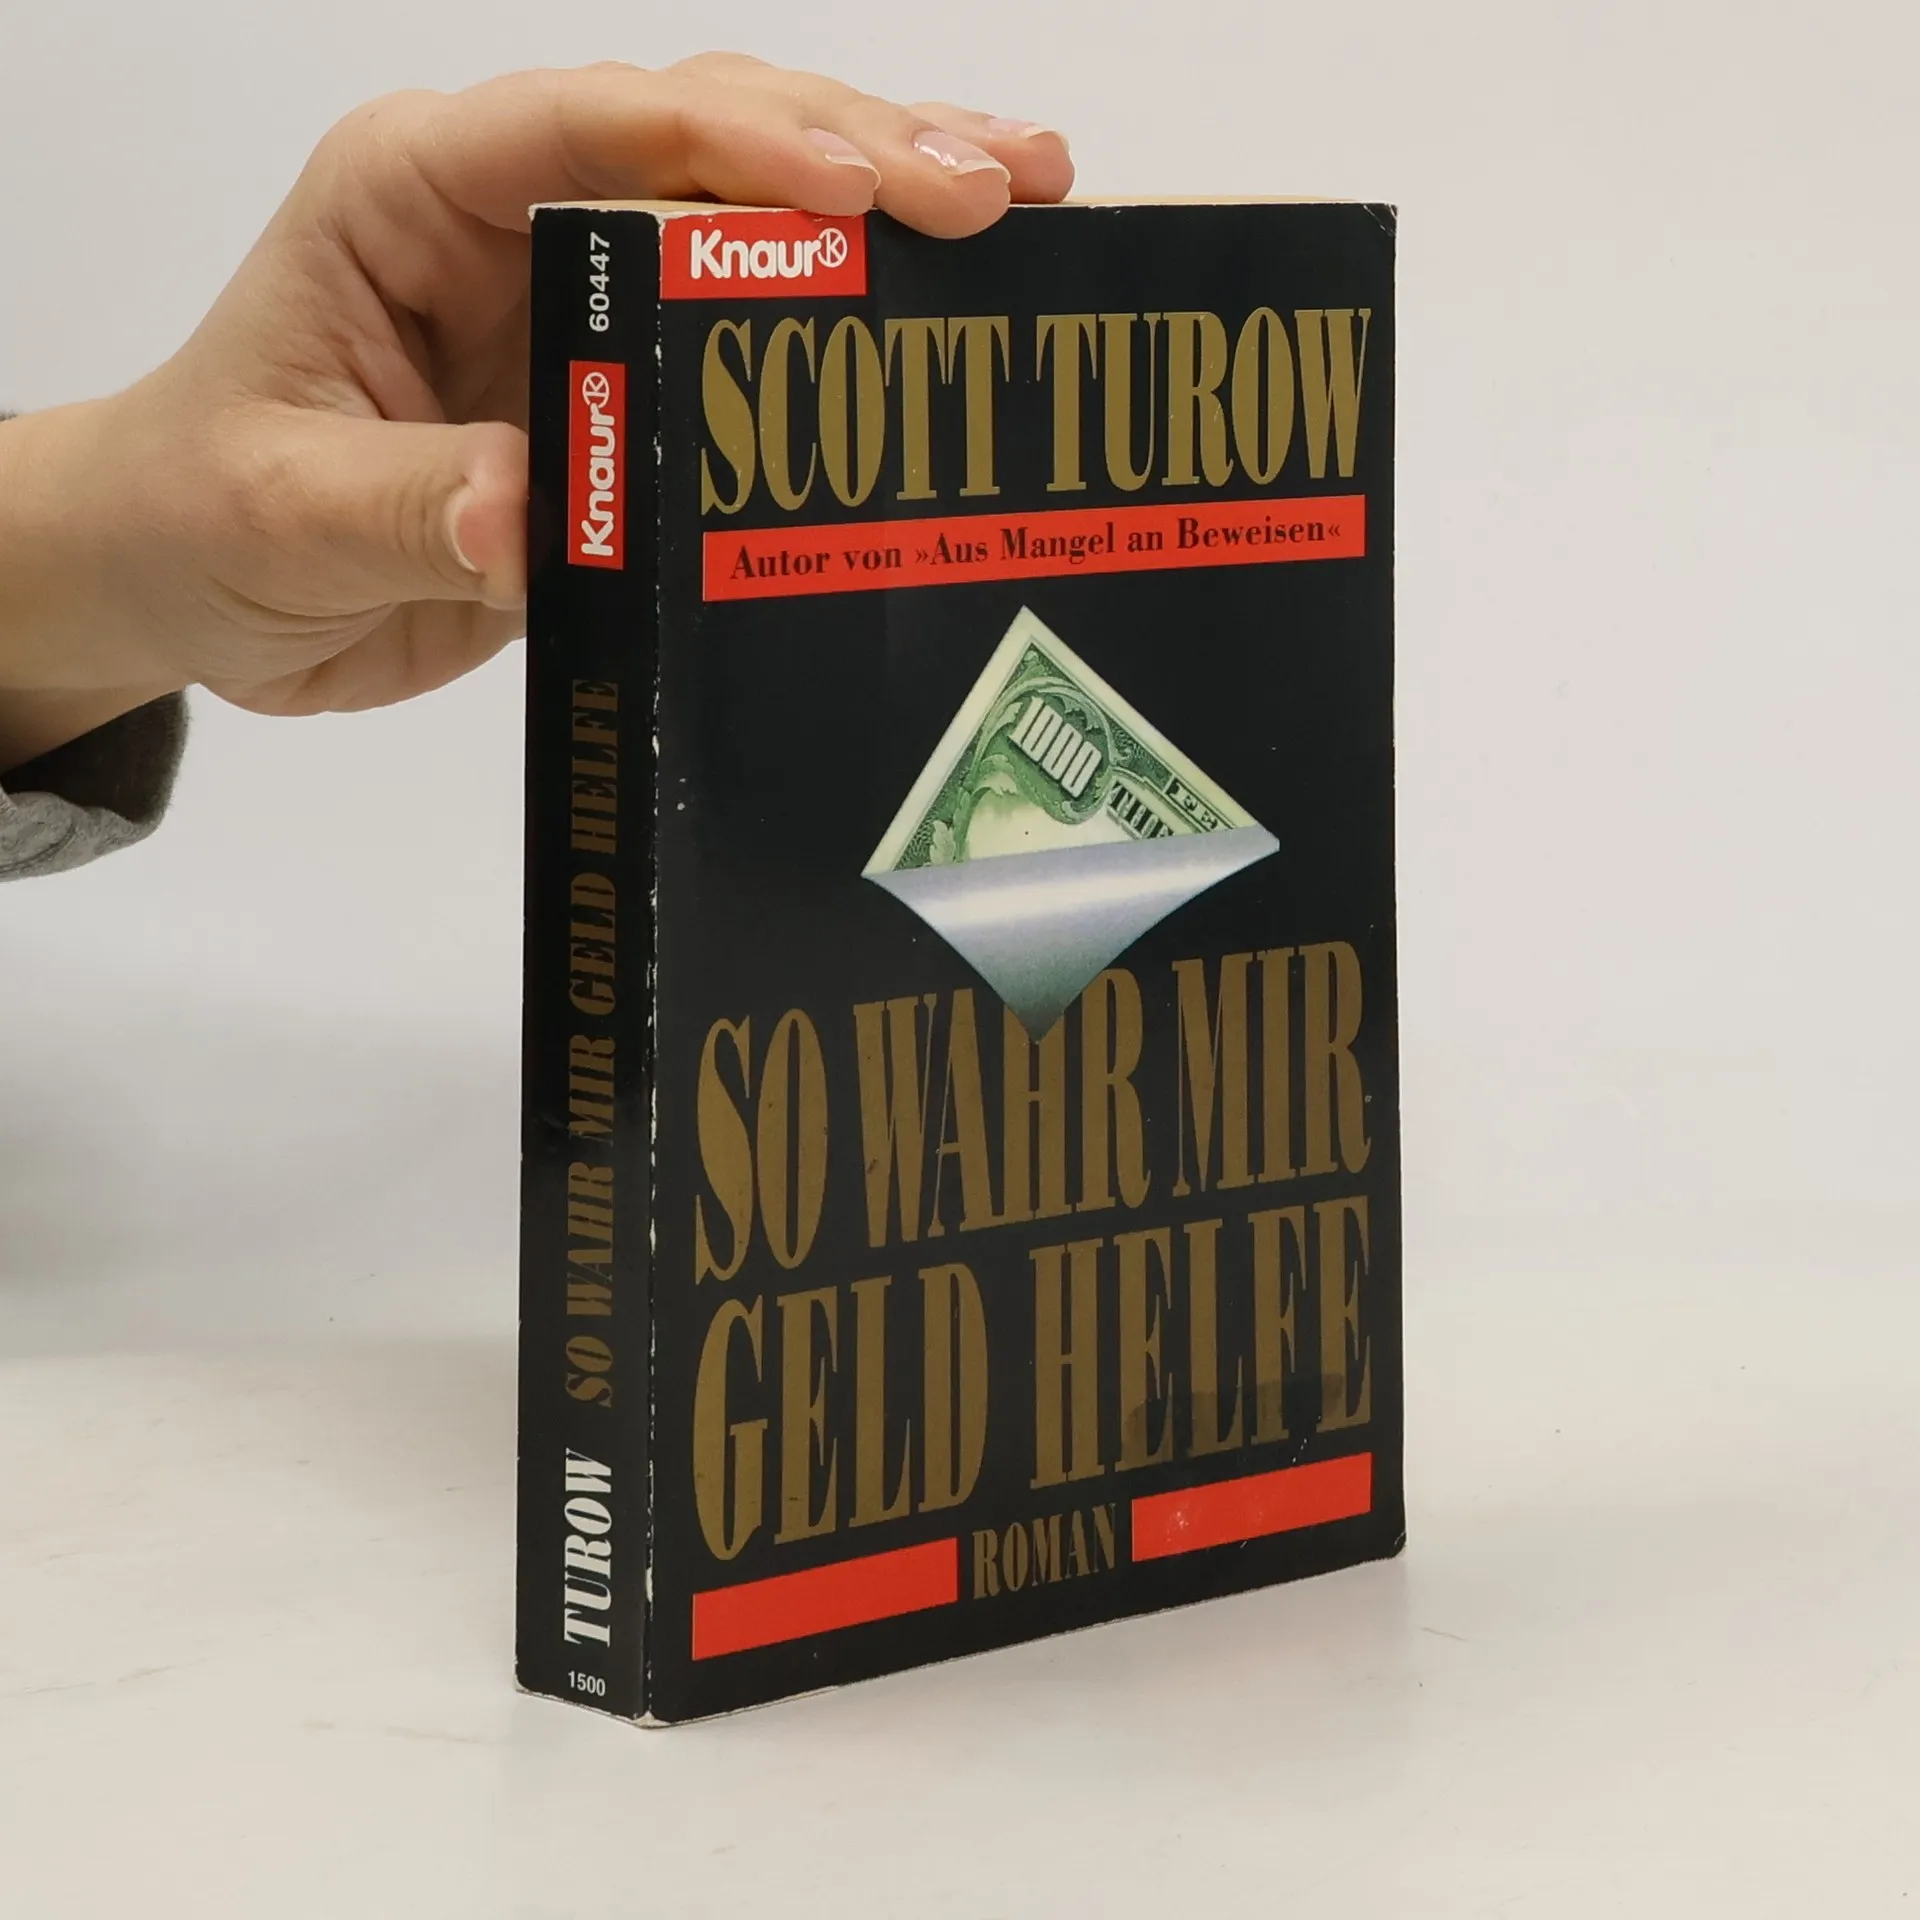 60447
Knaur
TUROW SO WAHR MIR GELD HELFE
1500
Knaur
SCOTT TUROW
Autor von »Aus Mangel an Beweisen«
1000
SO WAHR MIR
GELD HELFE
ROMAN